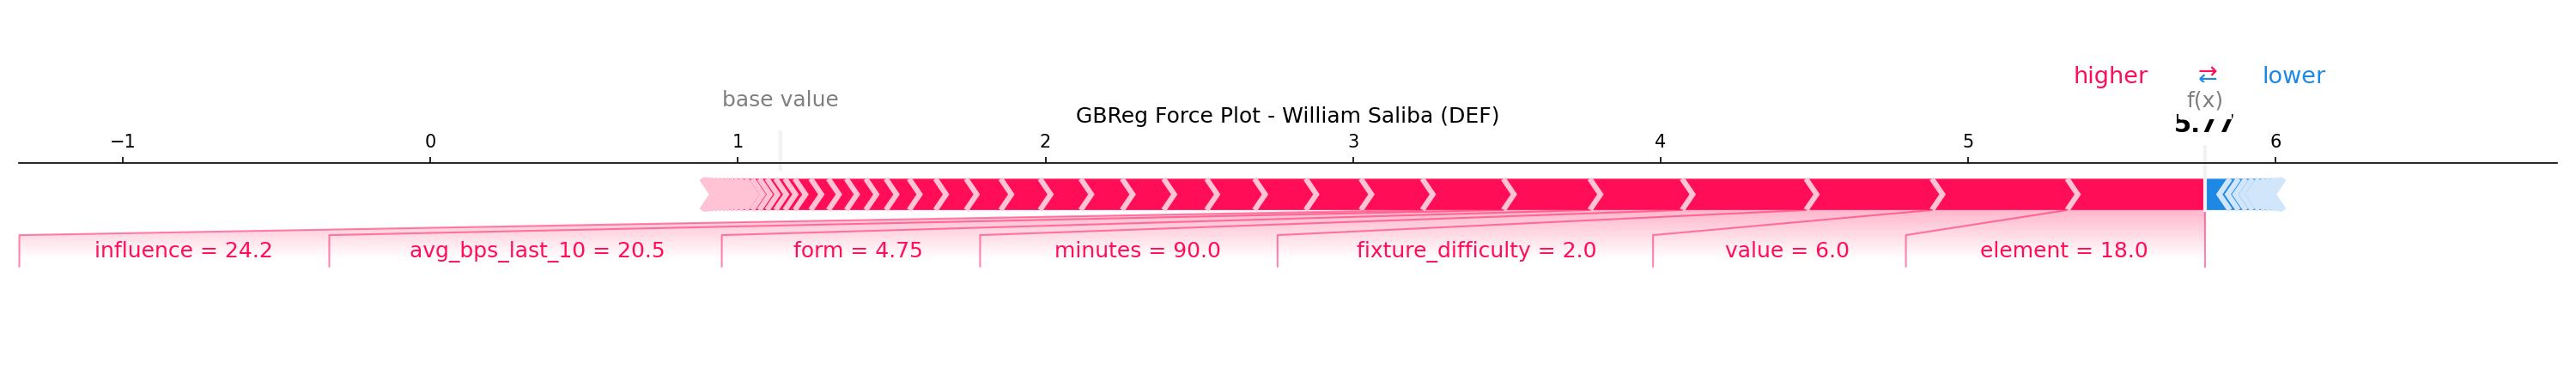 higher ⇄ lower
base value f(x)
GBReg Force Plot - William Saliba (DEF)
5.77
−1 0 1 2 3 4 5 6
influence = 24.2 avg_bps_last_10 = 20.5 form = 4.75 minutes = 90.0 fixture_difficulty = 2.0 value = 6.0 element = 18.0